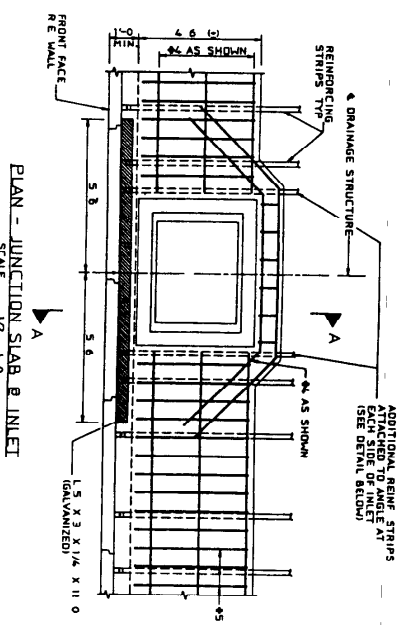 1'-0
MIN.
4 6 (±)
#4 AS SHOWN
REINFORCING
STRIPS TYP
℄ DRAINAGE STRUCTURE
FRONT FACE
R E WALL
5 6
5 6
A
A
ADDITIONAL REINF STRIPS
ATTACHED TO ANGLE AT
EACH SIDE OF INLET
(SEE DETAIL BELOW)
#4 AS SHOWN
#5
L 5 X 3 X 1/4 X 11 0
(GALVANIZED)
PLAN - JUNCTION SLAB @ INLET
SCALE